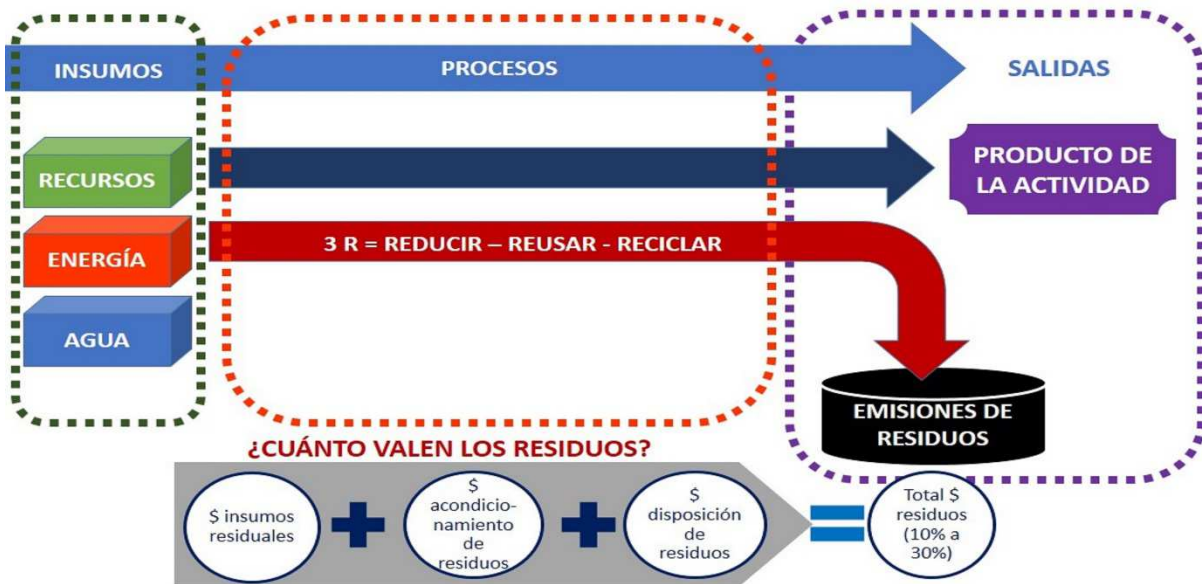 INSUMOS
PROCESOS
SALIDAS
RECURSOS
PRODUCTO DE
LA ACTIVIDAD
3 R = REDUCIR – REUSAR - RECICLAR
ENERGÍA
AGUA
EMISIONES DE
RESIDUOS
¿CUÁNTO VALEN LOS RESIDUOS?
$ insumos
residuales
$
acondicio-
namiento
de
residuos
$
disposición
de
residuos
Total $
residuos
(10% a
30%)